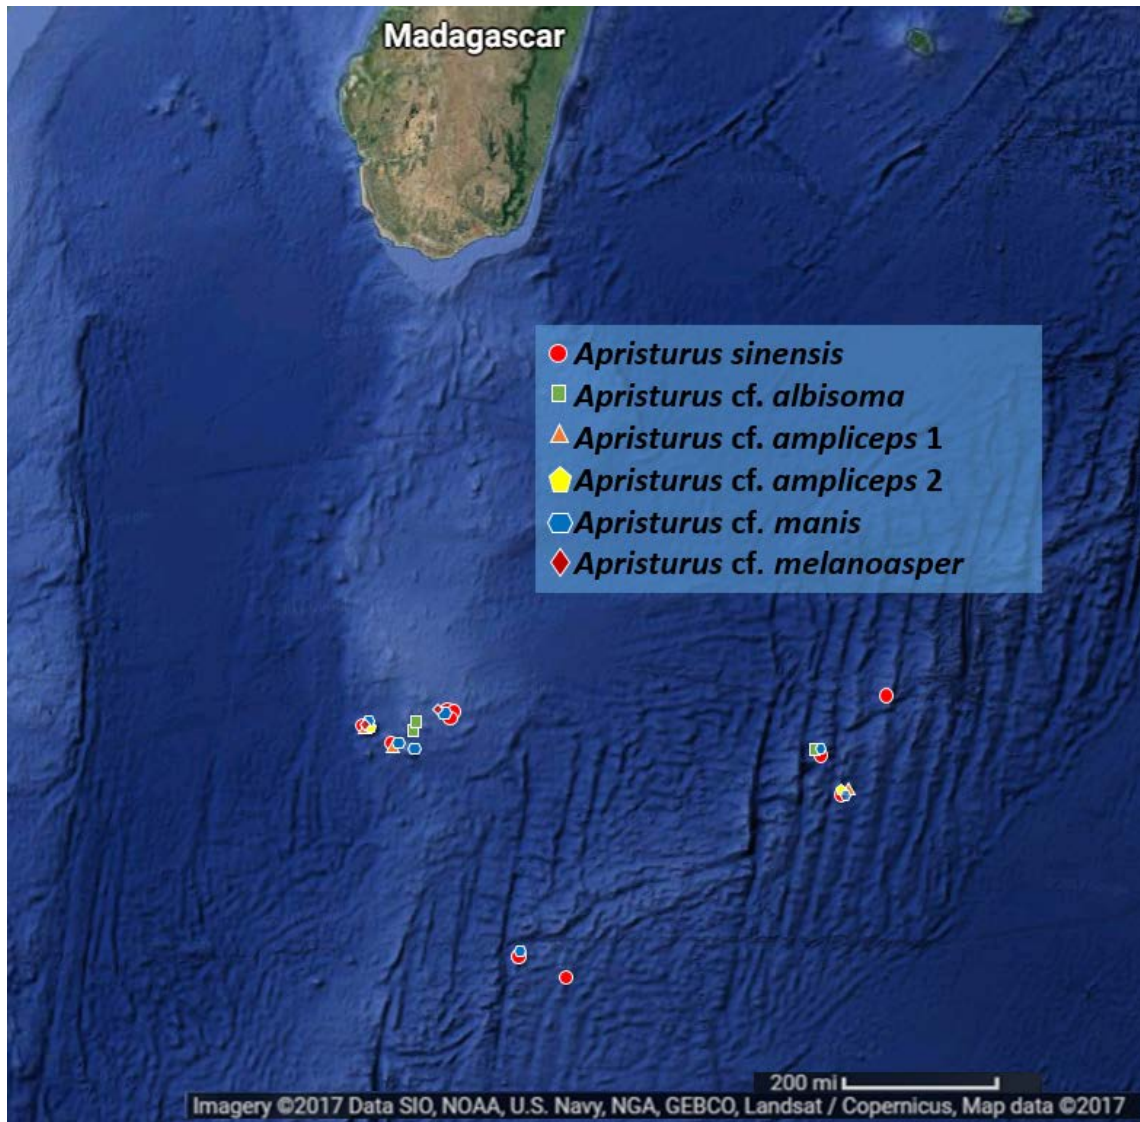 Madagascar
Apristurus sinensis
Apristurus cf. albisoma
Apristurus cf. ampliceps 1
Apristurus cf. ampliceps 2
Apristurus cf. manis
Apristurus cf. melanoasper
200 mi
Imagery ©2017 Data SIO, NOAA, U.S. Navy, NGA, GEBCO, Landsat / Copernicus, Map data ©2017